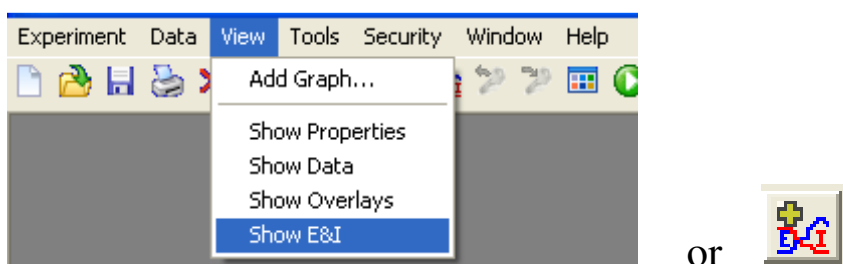 Experiment Data View Tools Security Window Help
Add Graph...
Show Properties
Show Data
Show Overlays
Show E&I
or
E I